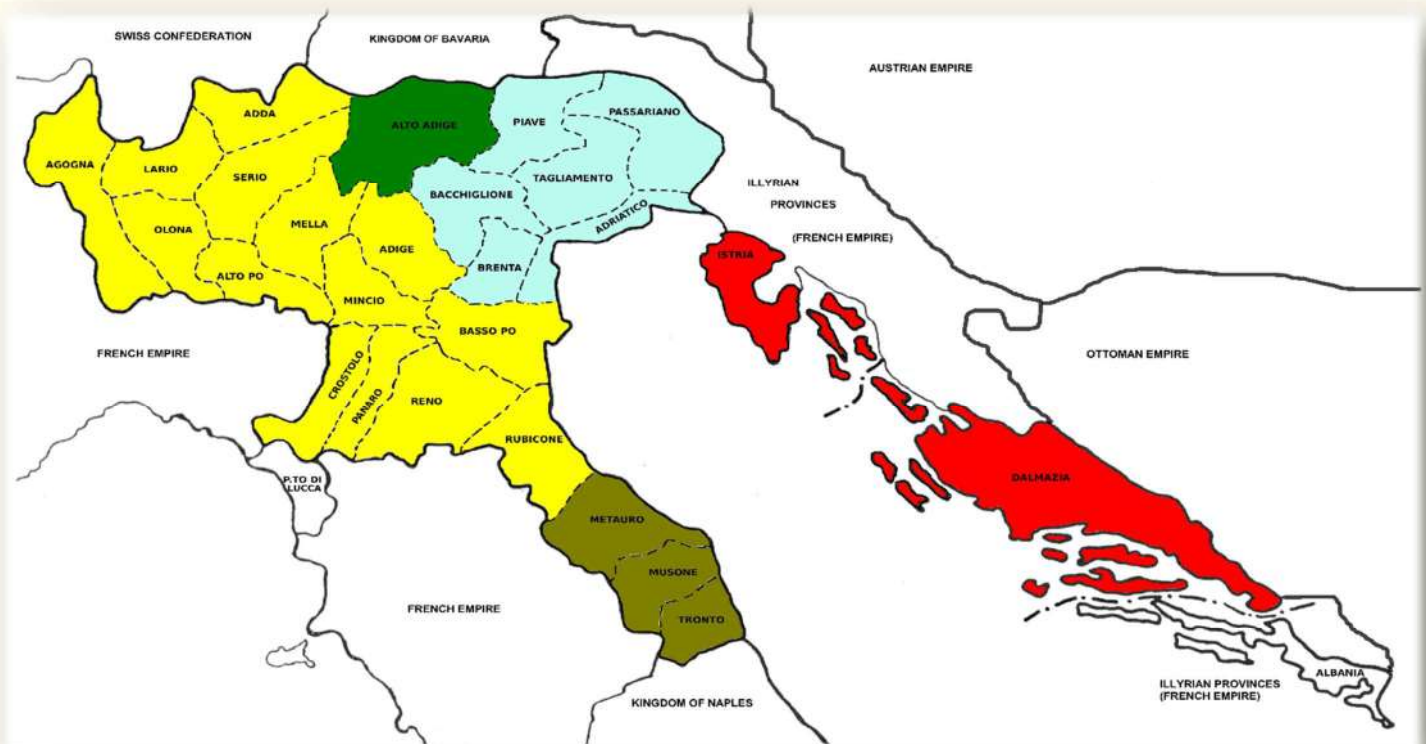 SWISS CONFEDERATION
KINGDOM OF BAVARIA
AUSTRIAN EMPIRE
ADDA
ALTO ADIGE
PIAVE
PASSARIANO
AGOGNA
LARIO
SERIO
BACCHIGLIONE
TAGLIAMENTO
ILLYRIAN
PROVINCES
(FRENCH EMPIRE)
OLONA
MELLA
ADIGE
ADRIATICO
BRENTA
ISTRIA
ALTO PO
MINCIO
BASSO PO
FRENCH EMPIRE
OTTOMAN EMPIRE
CROSTOLO
PANARO
RENO
RUBICONE
P.TO DI
LUCCA
DALMAZIA
METAURO
MUSONE
FRENCH EMPIRE
TRONTO
KINGDOM OF NAPLES
ALBANIA
ILLYRIAN PROVINCES
(FRENCH EMPIRE)